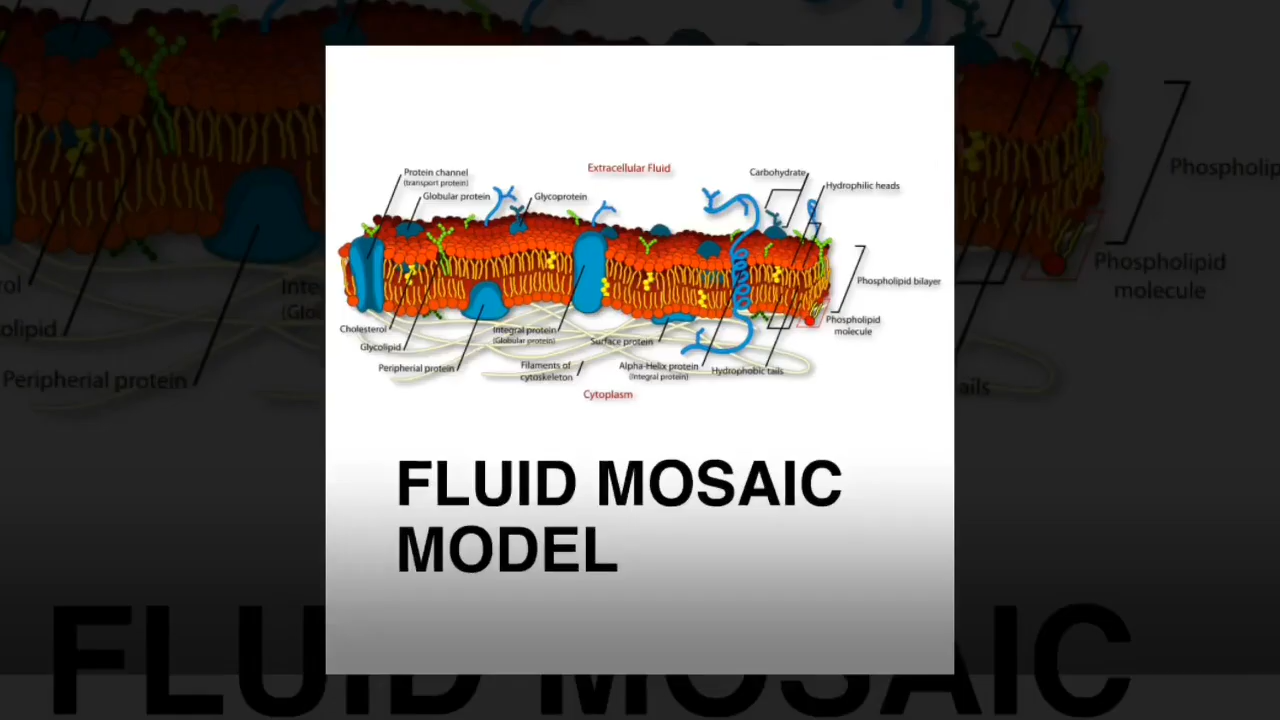 Extracellular Fluid
Protein channel
(transport protein)
Globular protein
Glycoprotein
Carbohydrate
Hydrophilic heads
Phospholipid bilayer
Phospholipid
molecule
Cholesterol
Glycolipid
Peripherial protein
Integral protein
(Globular protein)
Filaments of
cytoskeleton
Surface protein
Alpha-Helix protein
(Integral protein)
Hydrophobic tails
Cytoplasm
FLUID MOSAIC
MODEL
Phospholip
Phospholipid
molecule
rol
olipid
Peripherial protein
Inte
(Glo
ails
FLUID MOSAIC